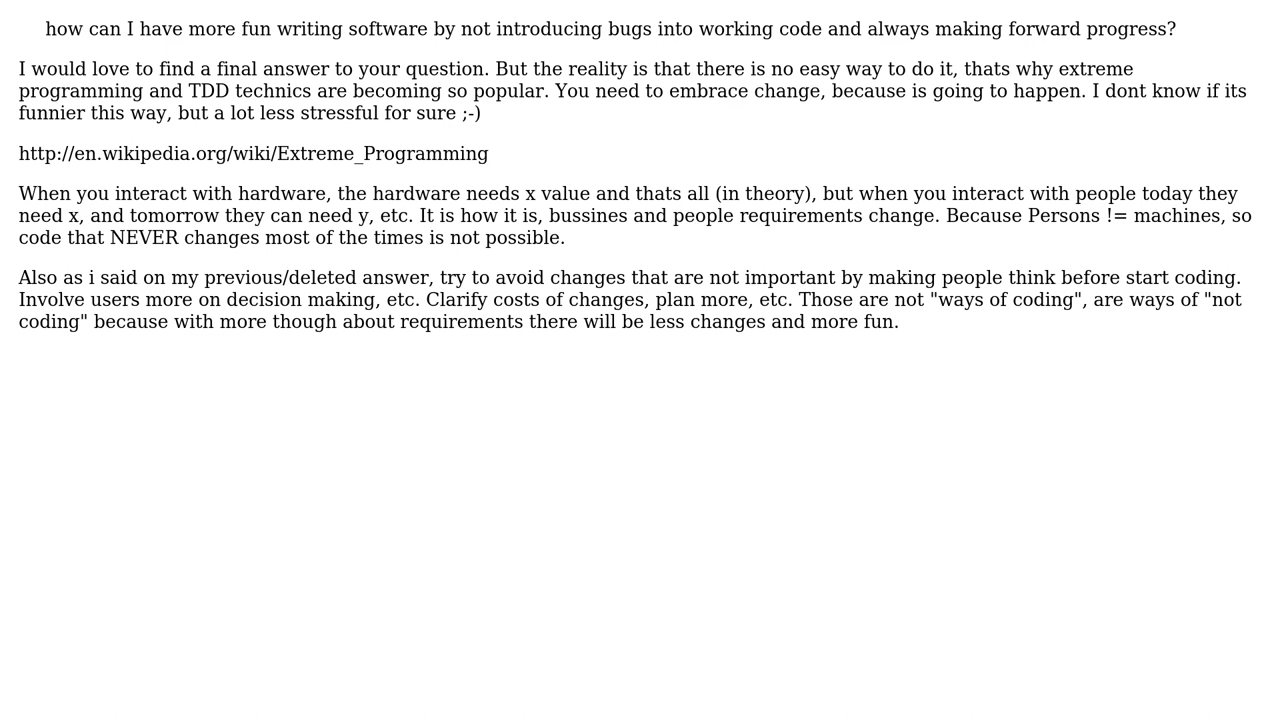 how can I have more fun writing software by not introducing bugs into working code and always making forward progress?
I would love to find a final answer to your question. But the reality is that there is no easy way to do it, thats why extreme
programming and TDD technics are becoming so popular. You need to embrace change, because is going to happen. I dont know if its
funnier this way, but a lot less stressful for sure ;-)
http://en.wikipedia.org/wiki/Extreme_Programming
When you interact with hardware, the hardware needs x value and thats all (in theory), but when you interact with people today they
need x, and tomorrow they can need y, etc. It is how it is, bussines and people requirements change. Because Persons != machines, so
code that NEVER changes most of the times is not possible.
Also as i said on my previous/deleted answer, try to avoid changes that are not important by making people think before start coding.
Involve users more on decision making, etc. Clarify costs of changes, plan more, etc. Those are not "ways of coding", are ways of "not
coding" because with more though about requirements there will be less changes and more fun.